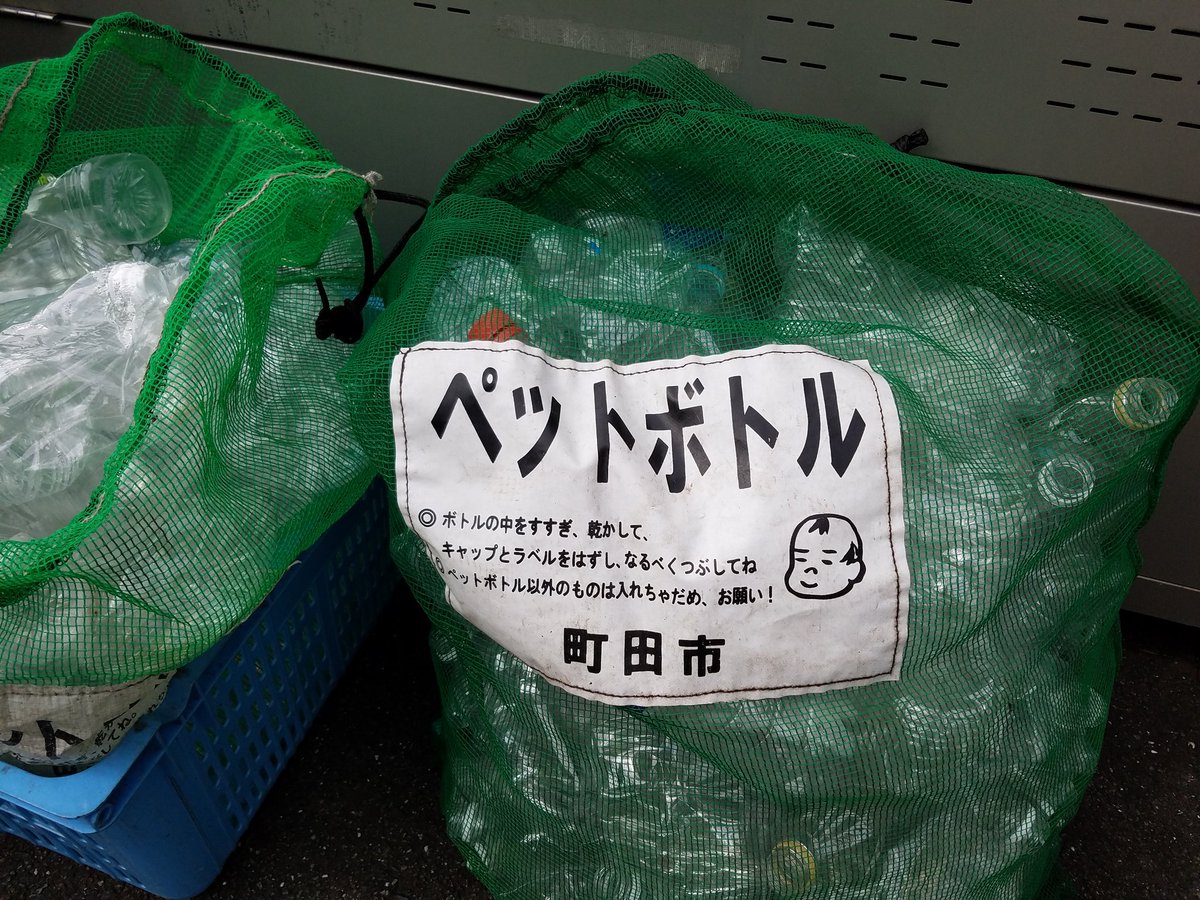 ペットボトル
◎ ボトルの中をすすぎ、乾かして、
キャップとラベルをはずし、なるべくつぶしてね
ペットボトル以外のものは入れちゃだめ、お願い！
町田市